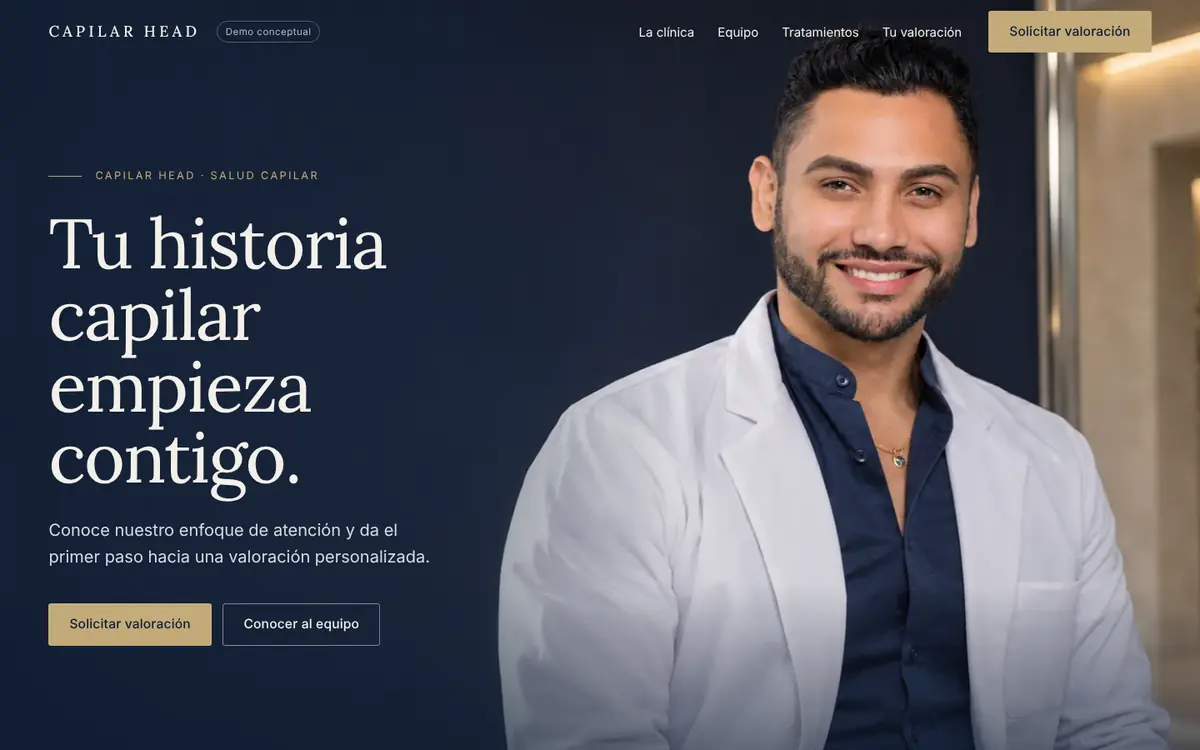 CAPILAR HEAD
Demo conceptual
La clínica
Equipo
Tratamientos
Tu valoración
Solicitar valoración
CAPILAR HEAD · SALUD CAPILAR
Tu historia
capilar
empieza
contigo.
Conoce nuestro enfoque de atención y da el
primer paso hacia una valoración personalizada.
Solicitar valoración
Conocer al equipo